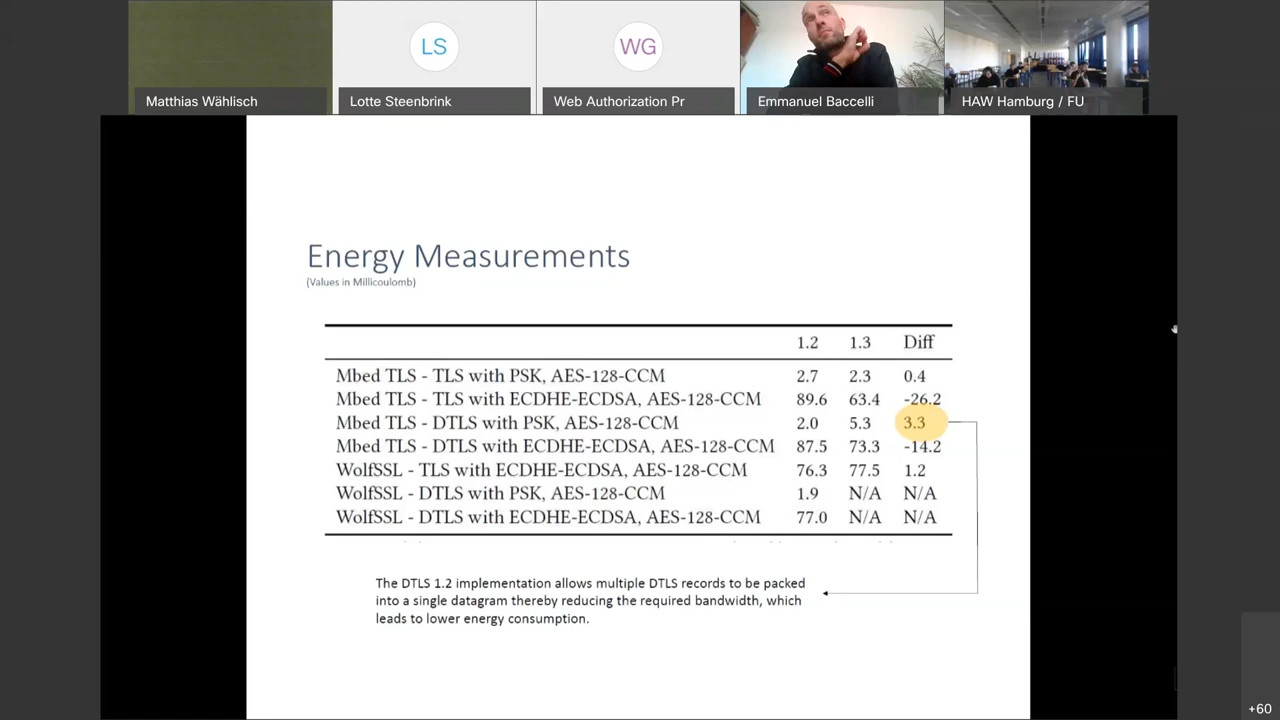 LS
WG
Matthias Wählisch
Lotte Steenbrink
Web Authorization Pr
Emmanuel Baccelli
HAW Hamburg / FU
Energy Measurements
(Values in Millicoulomb)
1.2 1.3 Diff
Mbed TLS - TLS with PSK, AES-128-CCM 2.7 2.3 0.4
Mbed TLS - TLS with ECDHE-ECDSA, AES-128-CCM 89.6 63.4 -26.2
Mbed TLS - DTLS with PSK, AES-128-CCM 2.0 5.3 3.3
Mbed TLS - DTLS with ECDHE-ECDSA, AES-128-CCM 87.5 73.3 -14.2
WolfSSL - TLS with ECDHE-ECDSA, AES-128-CCM 76.3 77.5 1.2
WolfSSL - DTLS with PSK, AES-128-CCM 1.9 N/A N/A
WolfSSL - DTLS with ECDHE-ECDSA, AES-128-CCM 77.0 N/A N/A
The DTLS 1.2 implementation allows multiple DTLS records to be packed
into a single datagram thereby reducing the required bandwidth, which
leads to lower energy consumption.
+60